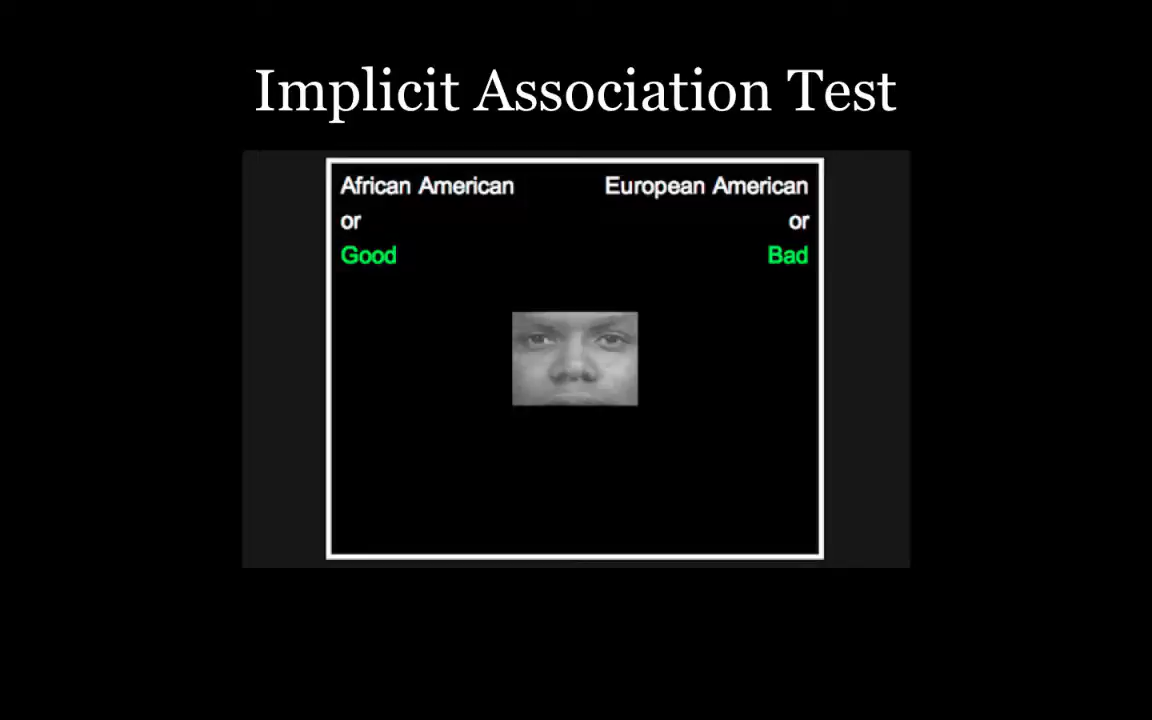 Implicit Association Test
African American European American
or or
Good Bad